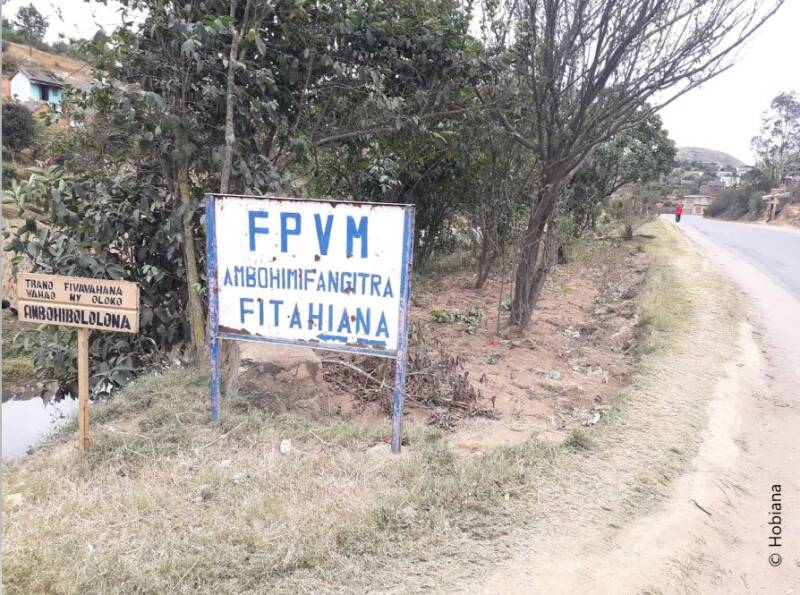 TRANO FIVAVAHANA
VAHAO NY OLOKO
AMBOHIBOLOLONA
FPVM
AMBOHIMIFANGITRA
FITAHIANA
© Hobiana